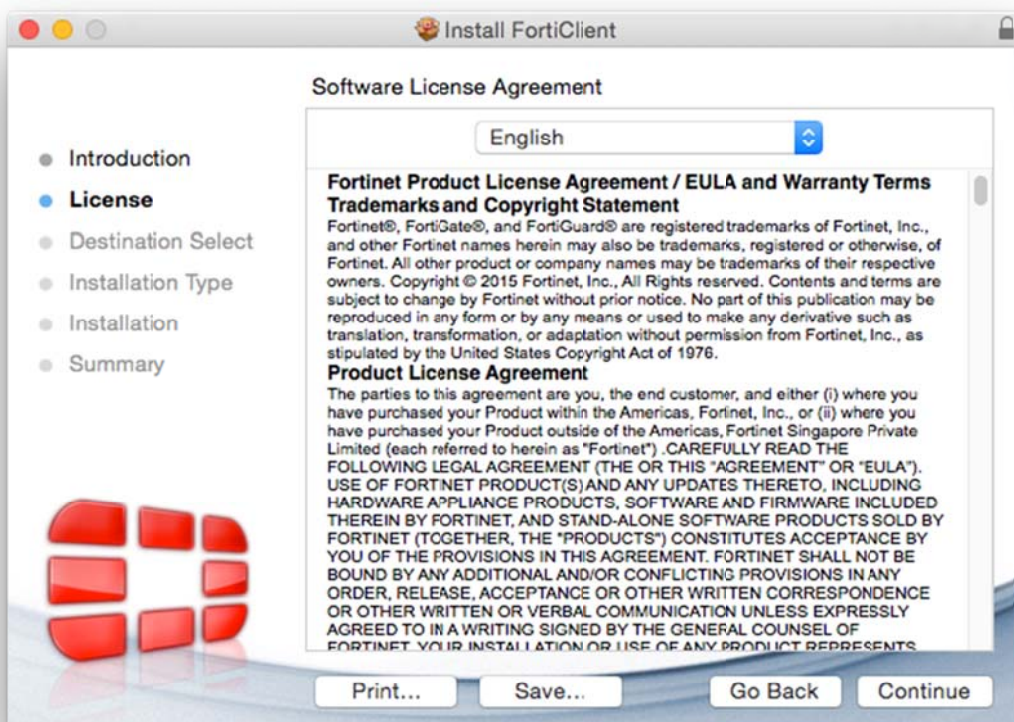 Install FortiClient
Software License Agreement
Introduction
License
Destination Select
Installation Type
Installation
Summary
English
Fortinet Product License Agreement / EULA and Warranty Terms
Trademarks and Copyright Statement
Fortinet®, FortiGate®, and FortiGuard® are registered trademarks of Fortinet, Inc.,
and other Fortinet names herein may also be trademarks, registered or otherwise, of
Fortinet. All other product or company names may be trademarks of their respective
owners. Copyright © 2015 Fortinet, Inc., All Rights reserved. Contents and terms are
subject to change by Fortinet without prior notice. No part of this publication may be
reproduced in any form or by any means or used to make any derivative such as
translation, transformation, or adaptation without permission from Fortinet, Inc., as
stipulated by the United States Copyright Act of 1976.
Product License Agreement
The parties to this agreement are you, the end customer, and either (i) where you
have purchased your Product within the Americas, Fortinet, Inc., or (ii) where you
have purchased your Product outside of the Americas, Fortinet Singapore Private
Limited (each referred to herein as "Fortinet") .CAREFULLY READ THE
FOLLOWING LEGAL AGREEMENT (THE OR THIS "AGREEMENT" OR "EULA").
USE OF FORTINET PRODUCT(S) AND ANY UPDATES THERETO, INCLUDING
HARDWARE APPLIANCE PRODUCTS, SOFTWARE AND FIRMWARE INCLUDED
THEREIN BY FORTINET, AND STAND-ALONE SOFTWARE PRODUCTS SOLD BY
FORTINET (TOGETHER, THE "PRODUCTS") CONSTITUTES ACCEPTANCE BY
YOU OF THE PROVISIONS IN THIS AGREEMENT. FORTINET SHALL NOT BE
BOUND BY ANY ADDITIONAL AND/OR CONFLICTING PROVISIONS IN ANY
ORDER, RELEASE, ACCEPTANCE OR OTHER WRITTEN CORRESPONDENCE
OR OTHER WRITTEN OR VERBAL COMMUNICATION UNLESS EXPRESSLY
AGREED TO IN A WRITING SIGNED BY THE GENERAL COUNSEL OF
FORTINET. YOUR INSTALLATION OR USE OF ANY PRODUCT REPRESENTS
Print...
Save...
Go Back
Continue